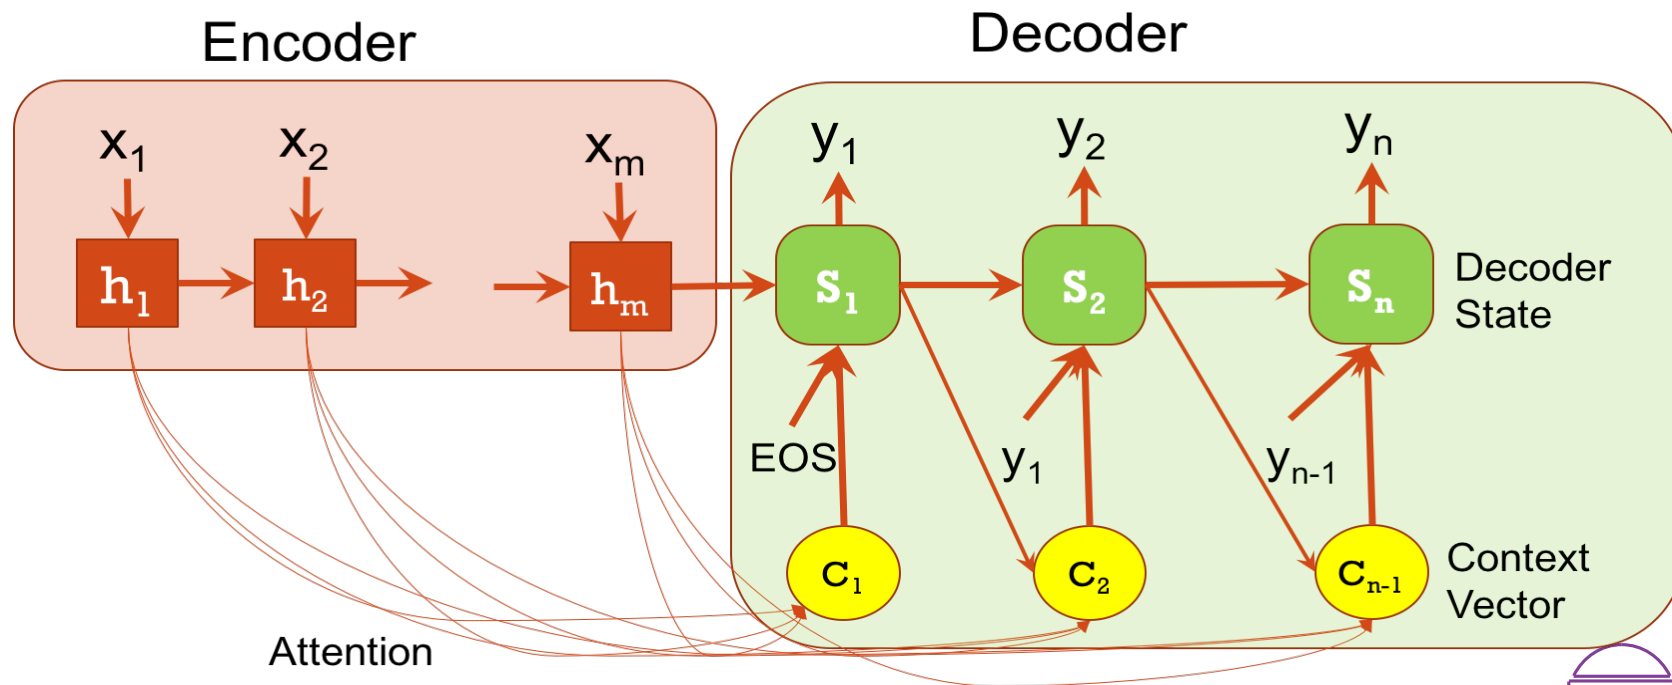 Encoder
Decoder
x1
x2
xm
y1
y2
yn
h1
h2
hm
S1
S2
Sn
Decoder
State
EOS
y1
yn-1
C1
C2
Cn-1
Context
Vector
Attention